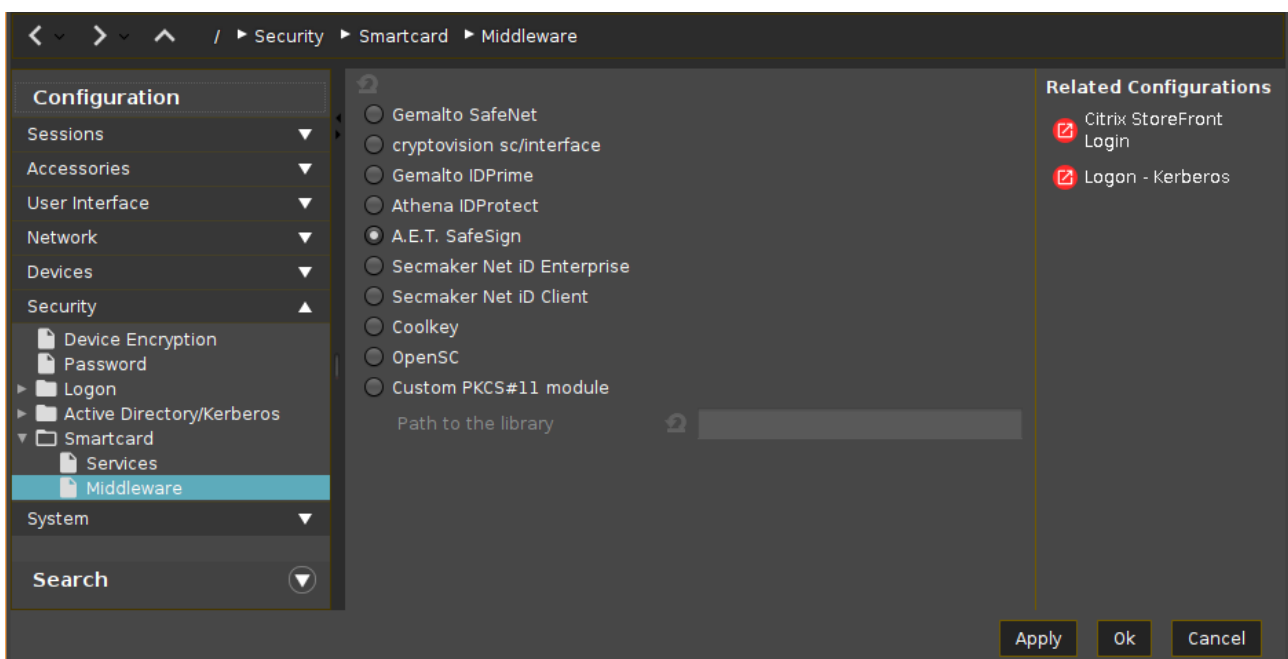 / Security Smartcard Middleware
Configuration
Sessions
Accessories
User Interface
Network
Devices
Security
Device Encryption
Password
Logon
Active Directory/Kerberos
Smartcard
Services
Middleware
System
Search
Gemalto SafeNet
cryptovision sc/interface
Gemalto IDPrime
Athena IDProtect
A.E.T. SafeSign
Secmaker Net iD Enterprise
Secmaker Net iD Client
Coolkey
OpenSC
Custom PKCS#11 module
Path to the library
Related Configurations
Citrix StoreFront
Login
Logon - Kerberos
Apply Ok Cancel